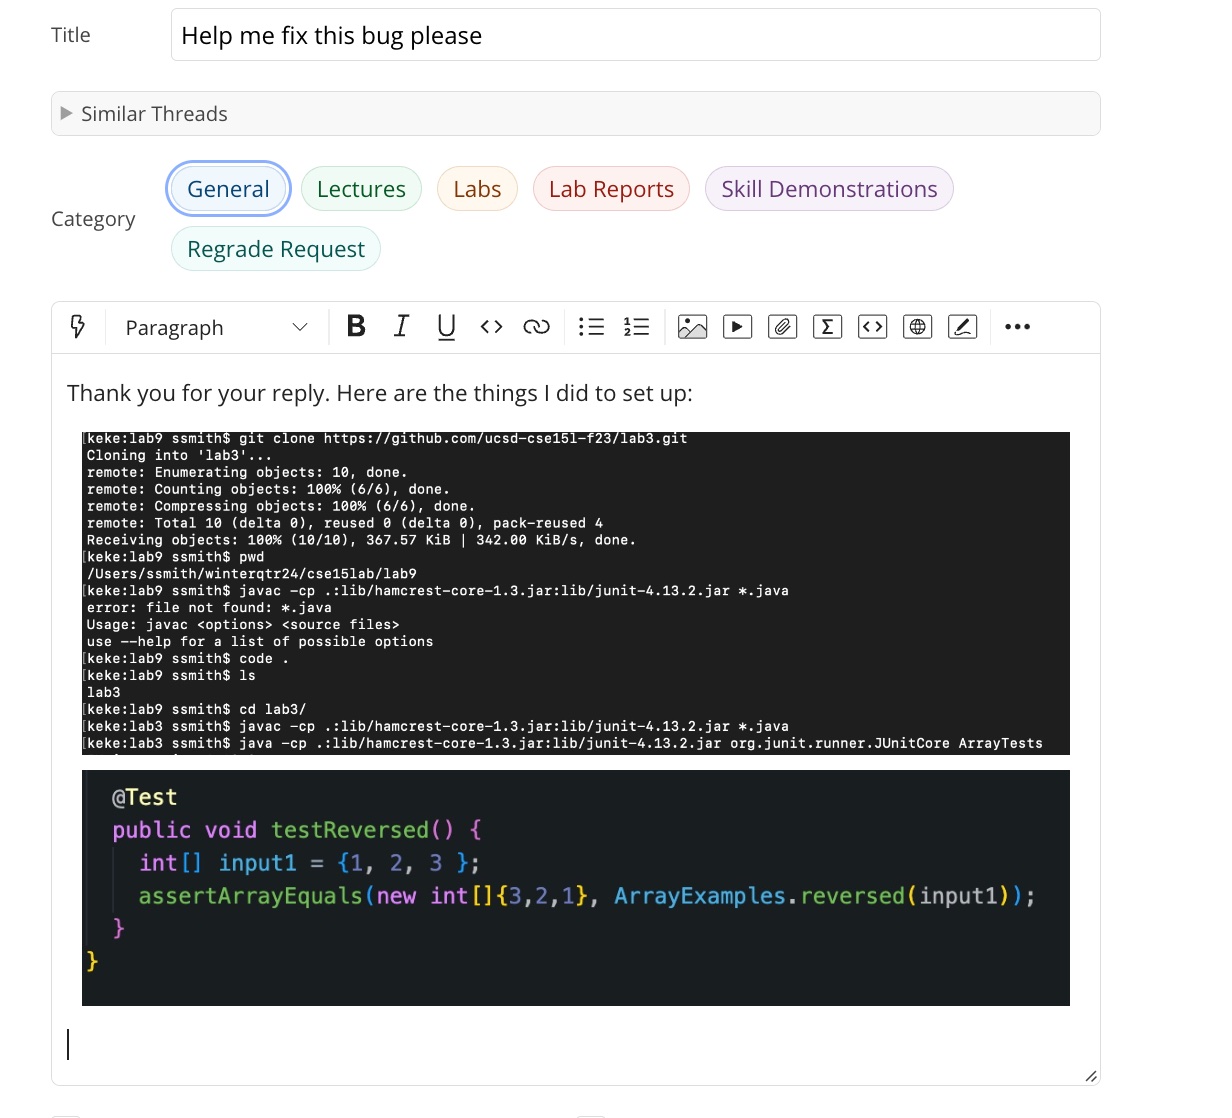 Title
Help me fix this bug please
Similar Threads
Category
General
Lectures
Labs
Lab Reports
Skill Demonstrations
Regrade Request
Paragraph
B I U
Thank you for your reply. Here are the things I did to set up:
[keke:lab9 ssmith$ git clone https://github.com/ucsd-cse15l-f23/lab3.git
Cloning into 'lab3'...
remote: Enumerating objects: 10, done.
remote: Counting objects: 100% (6/6), done.
remote: Compressing objects: 100% (6/6), done.
remote: Total 10 (delta 0), reused 0 (delta 0), pack-reused 4
Receiving objects: 100% (10/10), 367.57 KiB | 342.00 KiB/s, done.
[keke:lab9 ssmith$ pwd
/Users/ssmith/winterqtr24/cse15lab/lab9
[keke:lab9 ssmith$ javac -cp .:lib/hamcrest-core-1.3.jar:lib/junit-4.13.2.jar *.java
error: file not found: *.java
Usage: javac <options> <source files>
use --help for a list of possible options
[keke:lab9 ssmith$ code .
[keke:lab9 ssmith$ ls
lab3
[keke:lab9 ssmith$ cd lab3/
[keke:lab3 ssmith$ javac -cp .:lib/hamcrest-core-1.3.jar:lib/junit-4.13.2.jar *.java
[keke:lab3 ssmith$ java -cp .:lib/hamcrest-core-1.3.jar:lib/junit-4.13.2.jar org.junit.runner.JUnitCore ArrayTests
@Test
public void testReversed() {
int[] input1 = {1, 2, 3 };
assertArrayEquals(new int[]{3,2,1}, ArrayExamples.reversed(input1));
}
}